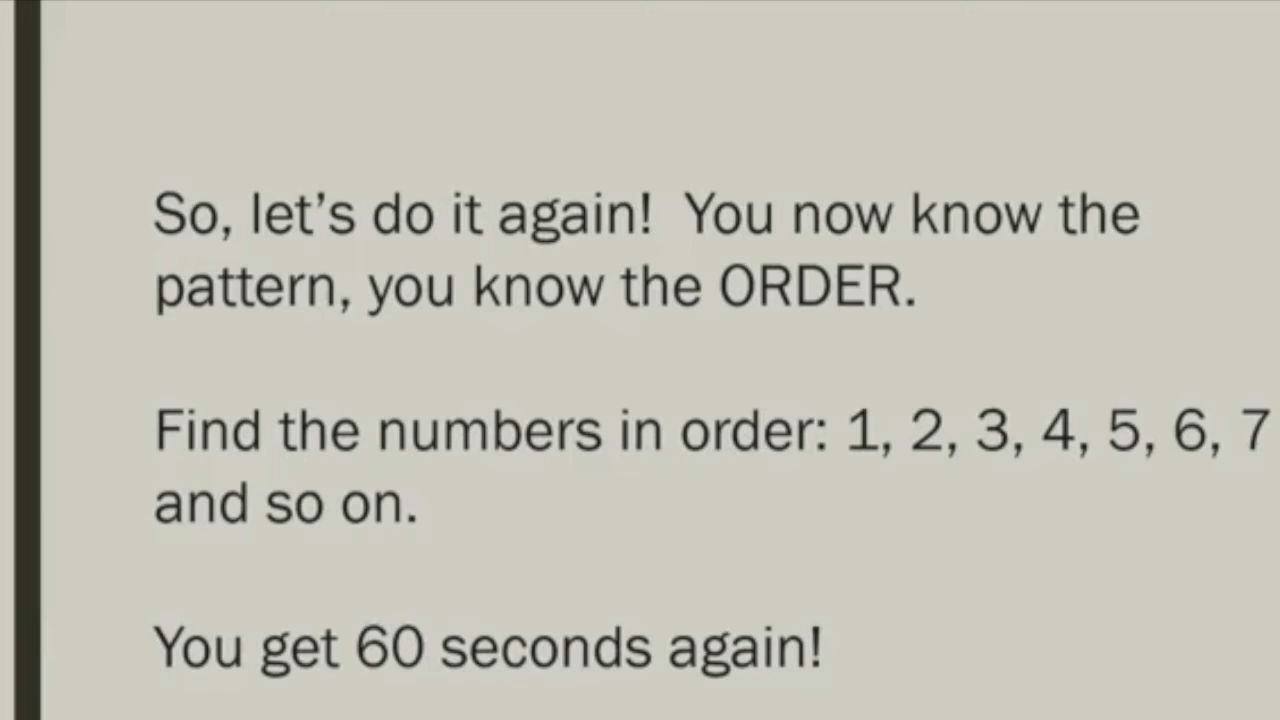 So, let's do it again!  You now know the
pattern, you know the ORDER.
Find the numbers in order: 1, 2, 3, 4, 5, 6, 7
and so on.
You get 60 seconds again!